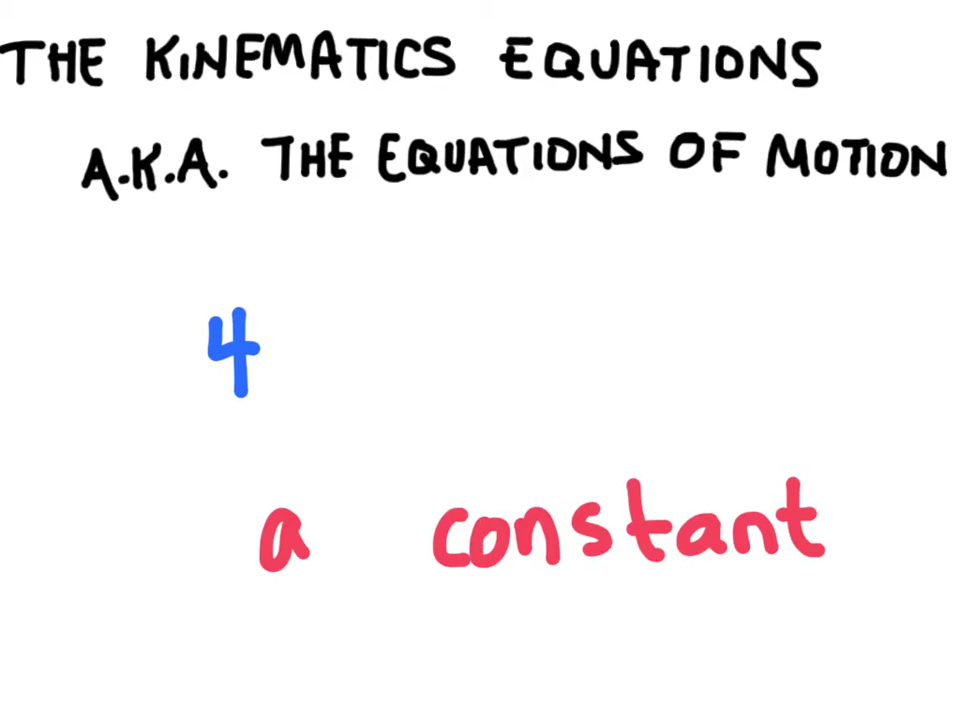 THE KINEMATICS EQUATIONS
A.K.A. THE EQUATIONS OF MOTION
4
a constant